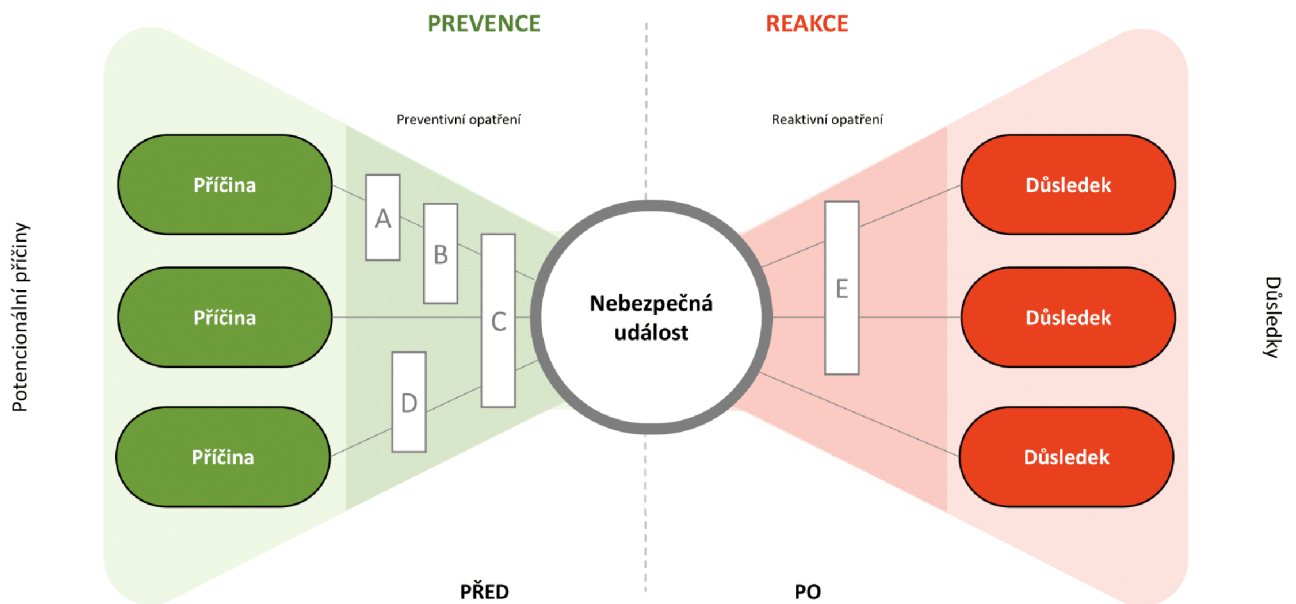 PREVENCE
REAKCE
Preventivní opatření
Reaktivní opatření
Potencionální příčiny
Příčina
Příčina
Příčina
A
B
C
D
Nebezpečná
událost
E
Důsledek
Důsledek
Důsledek
Důsledky
PŘED
PO